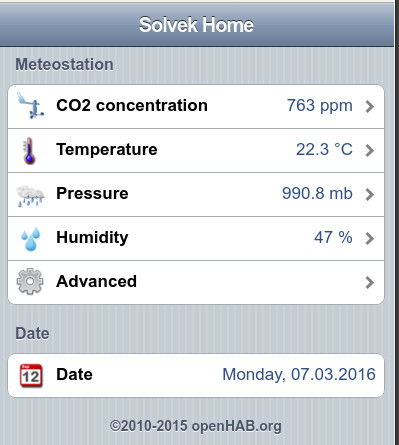 Solvek Home
Meteostation
CO2 concentration 763 ppm
Temperature 22.3 °C
Pressure 990.8 mb
Humidity 47 %
Advanced
Date
12
Date Monday, 07.03.2016
©2010-2015 openHAB.org